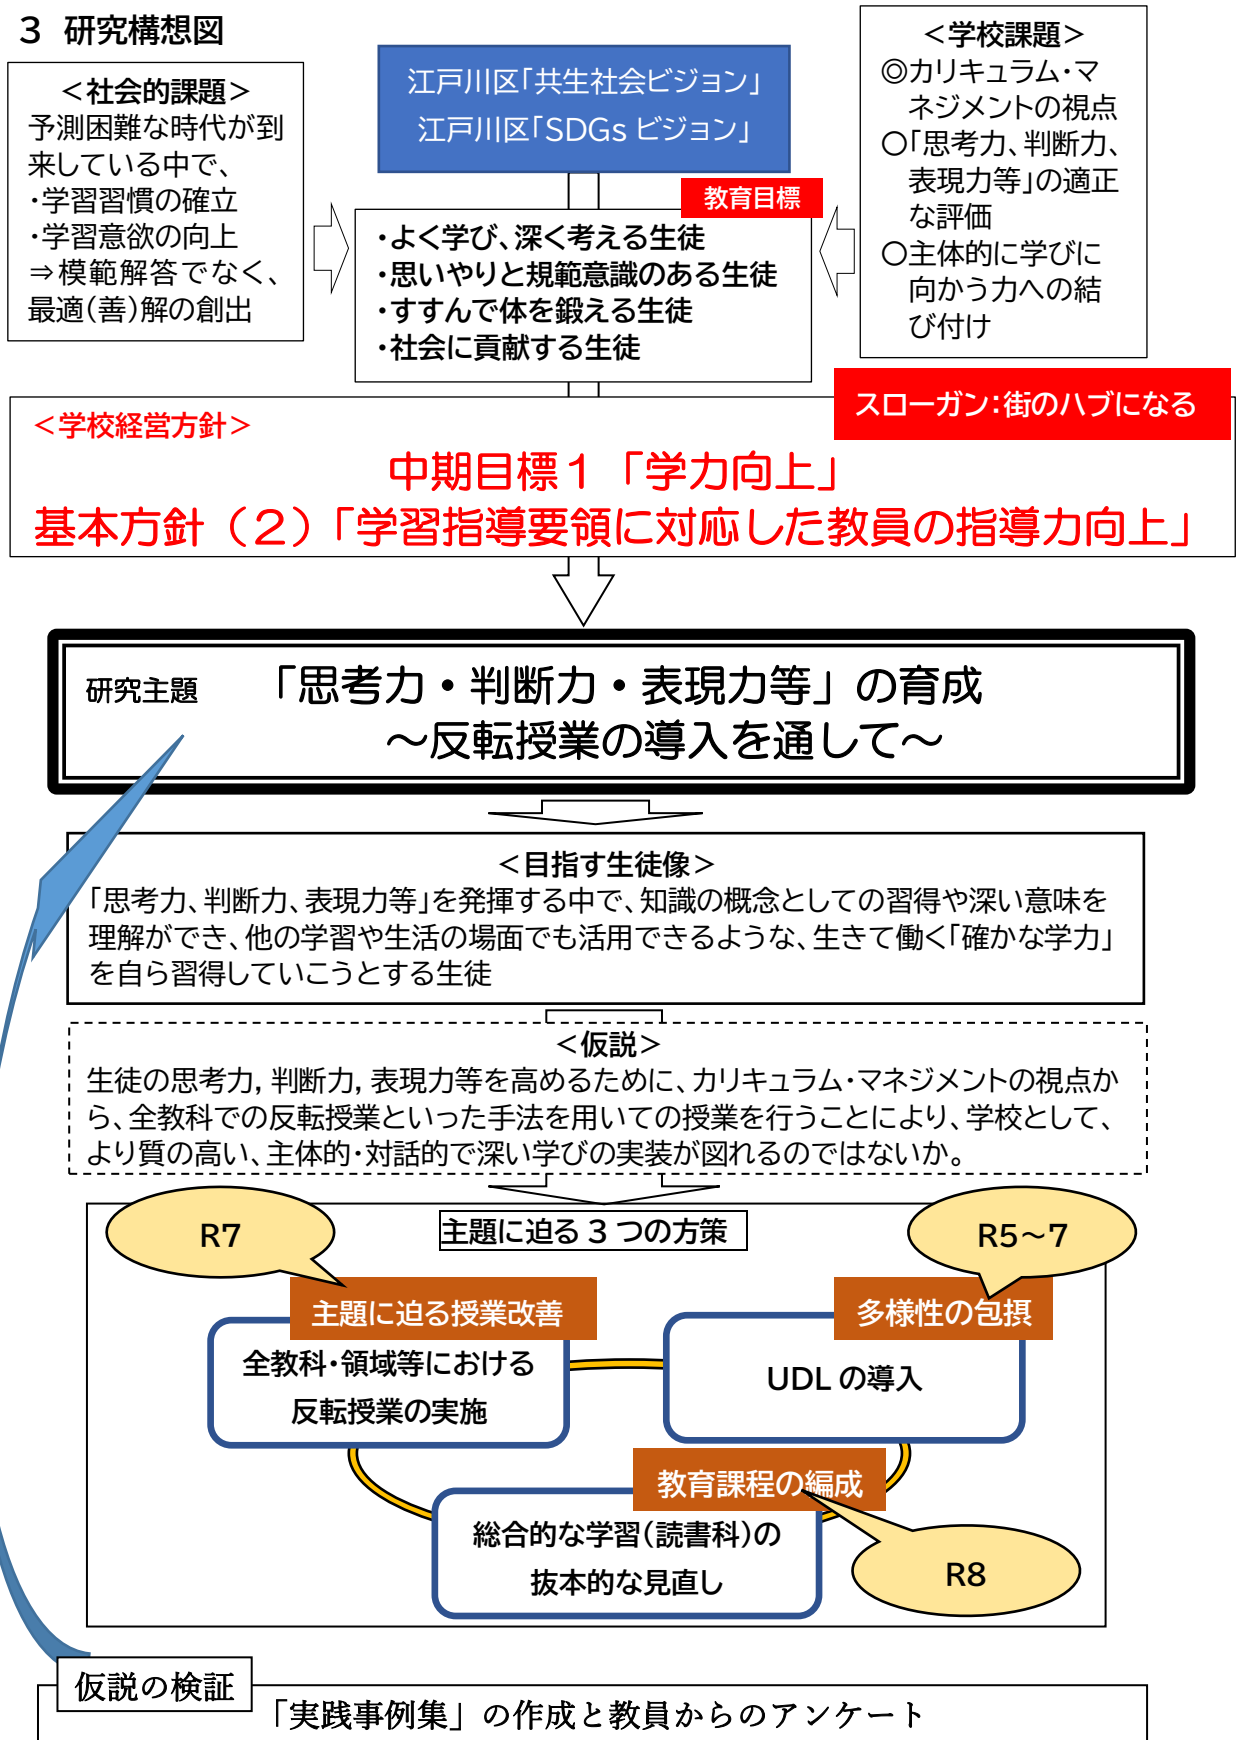 3 研究構想図
＜社会的課題＞
予測困難な時代が到
来している中で、
・学習習慣の確立
・学習意欲の向上
⇒模範解答でなく、
最適(善)解の創出
江戸川区「共生社会ビジョン」
江戸川区「SDGs ビジョン」
＜学校課題＞
◎カリキュラム・マ
ネジメントの視点
○「思考力、判断力、
表現力等」の適正
な評価
○主体的に学びに
向かう力への結
び付け
教育目標
・よく学び、深く考える生徒
・思いやりと規範意識のある生徒
・すすんで体を鍛える生徒
・社会に貢献する生徒
スローガン：街のハブになる
＜学校経営方針＞
中期目標１「学力向上」
基本方針（２）「学習指導要領に対応した教員の指導力向上」
研究主題 「思考力・判断力・表現力等」の育成
～反転授業の導入を通して～
＜目指す生徒像＞
「思考力、判断力、表現力等」を発揮する中で、知識の概念としての習得や深い意味を
理解ができ、他の学習や生活の場面でも活用できるような、生きて働く「確かな学力」
を自ら習得していこうとする生徒
＜仮説＞
生徒の思考力，判断力，表現力等を高めるために、カリキュラム・マネジメントの視点か
ら、全教科での反転授業といった手法を用いての授業を行うことにより、学校として、
より質の高い、主体的・対話的で深い学びの実装が図れるのではないか。
主題に迫る 3 つの方策
R7
R5～7
主題に迫る授業改善
全教科・領域等における
反転授業の実施
多様性の包摂
UDL の導入
教育課程の編成
総合的な学習(読書科)の
抜本的な見直し
R8
仮説の検証
「実践事例集」の作成と教員からのアンケート